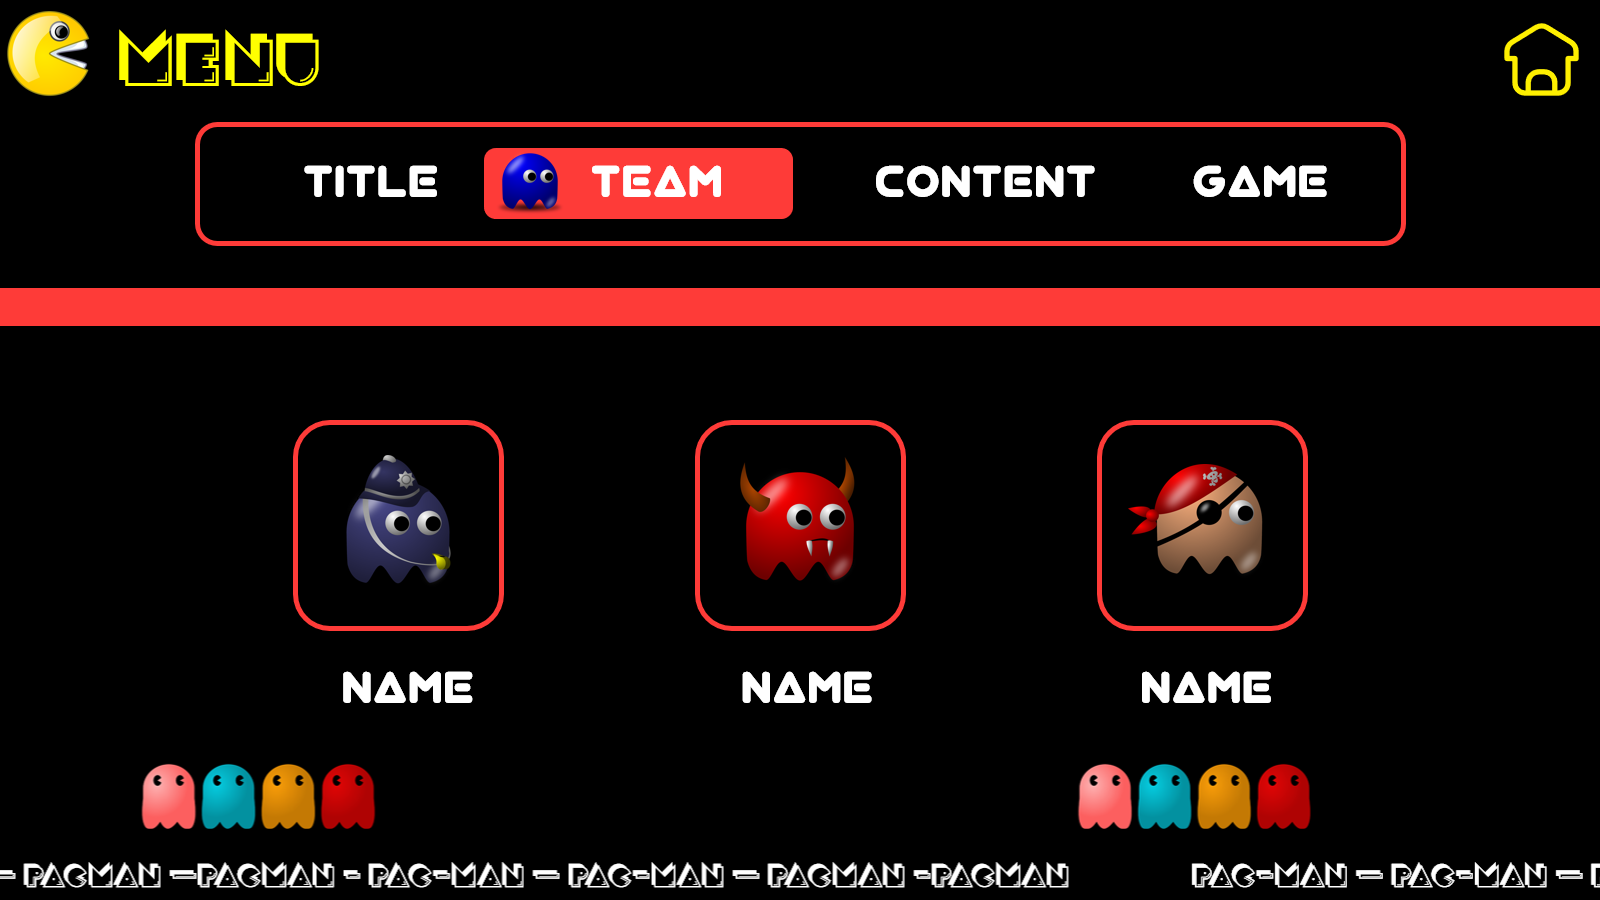 MENU
TITLE TEAM CONTENT GAME
NAME NAME NAME
— PACMAN —PACMAN - PAC-MAN — PAC-MAN — PACMAN -PACMAN PAC-MAN — PAC-MAN —